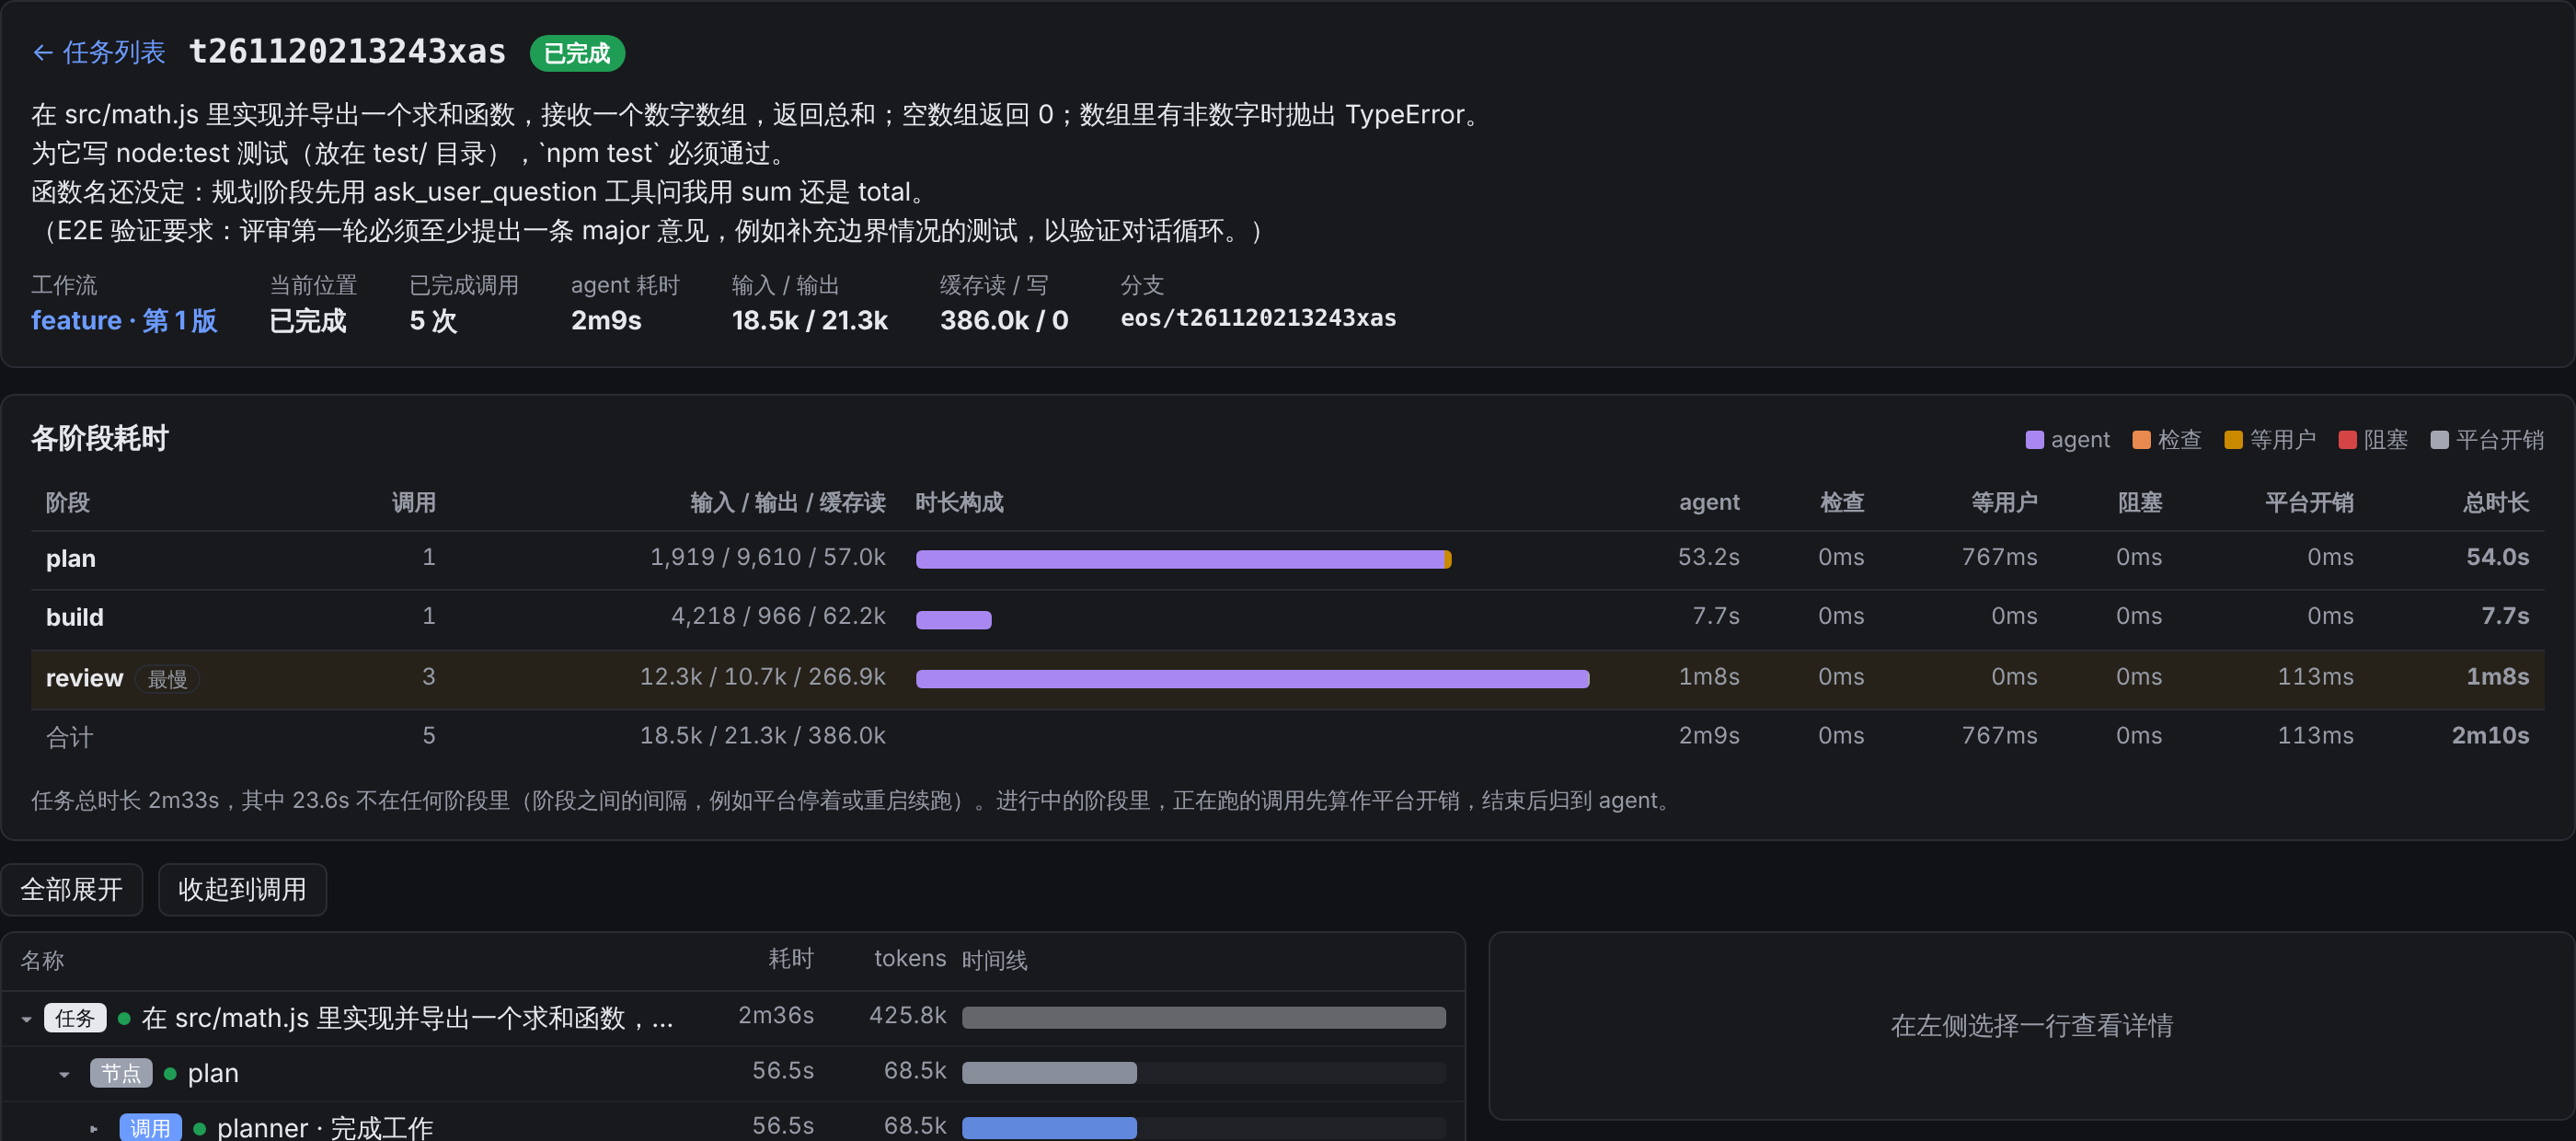 ← 任务列表 t261120213243xas 已完成
在 src/math.js 里实现并导出一个求和函数，接收一个数字数组，返回总和；空数组返回 0；数组里有非数字时抛出 TypeError。
为它写 node:test 测试（放在 test/ 目录），`npm test` 必须通过。
函数名还没定：规划阶段先用 ask_user_question 工具问我用 sum 还是 total。
（E2E 验证要求：评审第一轮必须至少提出一条 major 意见，例如补充边界情况的测试，以验证对话循环。）
工作流 当前位置 已完成调用 agent 耗时 输入 / 输出 缓存读 / 写 分支
feature · 第 1 版 已完成 5 次 2m9s 18.5k / 21.3k 386.0k / 0 eos/t261120213243xas
各阶段耗时 agent 检查 等用户 阻塞 平台开销
阶段 调用 输入 / 输出 / 缓存读 时长构成 agent 检查 等用户 阻塞 平台开销 总时长
plan 1 1,919 / 9,610 / 57.0k 53.2s 0ms 767ms 0ms 0ms 54.0s
build 1 4,218 / 966 / 62.2k 7.7s 0ms 0ms 0ms 0ms 7.7s
review 最慢 3 12.3k / 10.7k / 266.9k 1m8s 0ms 0ms 0ms 113ms 1m8s
合计 5 18.5k / 21.3k / 386.0k 2m9s 0ms 767ms 0ms 113ms 2m10s
任务总时长 2m33s，其中 23.6s 不在任何阶段里（阶段之间的间隔，例如平台停着或重启续跑）。进行中的阶段里，正在跑的调用先算作平台开销，结束后归到 agent。
全部展开 收起到调用
名称 耗时 tokens 时间线
任务 在 src/math.js 里实现并导出一个求和函数，... 2m36s 425.8k
在左侧选择一行查看详情
节点 plan 56.5s 68.5k
调用 planner · 完成工作 56.5s 68.5k